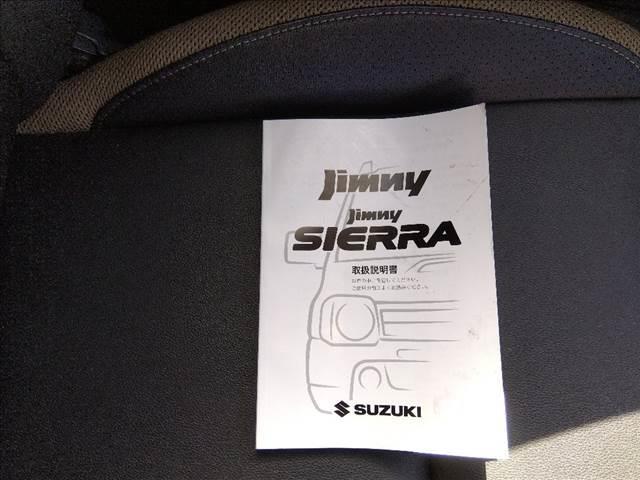 Jimny
Jimny
SIERRA
取扱説明書
SUZUKI